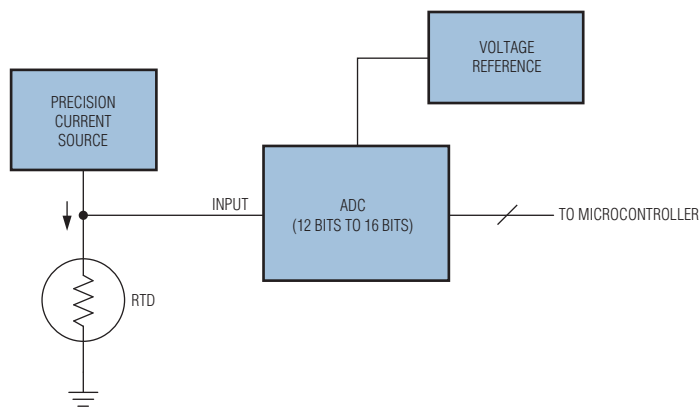 VOLTAGE
REFERENCE
PRECISION
CURRENT
SOURCE
INPUT
ADC
(12 BITS TO 16 BITS)
TO MICROCONTROLLER
RTD